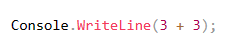 Console.WriteLine(3 + 3);